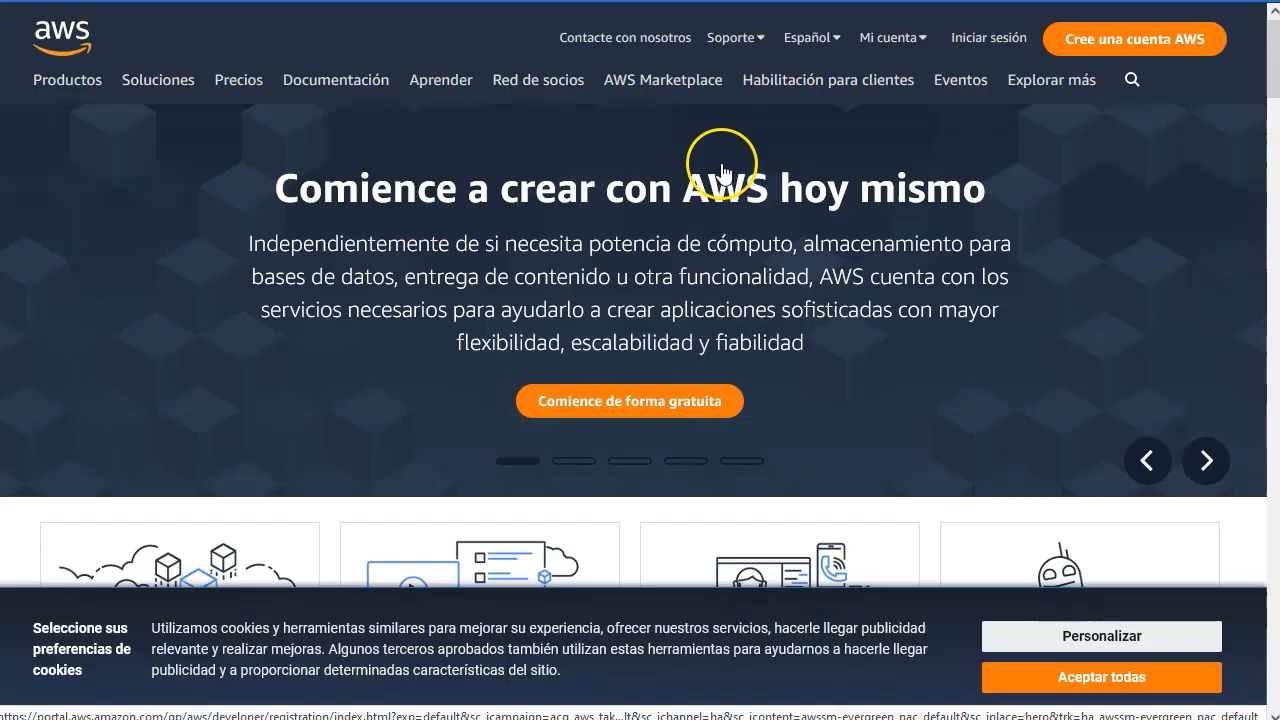 aws
Contacte con nosotros Soporte Español Mi cuenta Iniciar sesión Cree una cuenta AWS
Productos Soluciones Precios Documentación Aprender Red de socios AWS Marketplace Habilitación para clientes Eventos Explorar más
Comience a crear con AWS hoy mismo
Independientemente de si necesita potencia de cómputo, almacenamiento para
bases de datos, entrega de contenido u otra funcionalidad, AWS cuenta con los
servicios necesarios para ayudarlo a crear aplicaciones sofisticadas con mayor
flexibilidad, escalabilidad y fiabilidad
Comience de forma gratuita
Seleccione sus
preferencias de
cookies
Utilizamos cookies y herramientas similares para mejorar su experiencia, ofrecer nuestros servicios, hacerle llegar publicidad
relevante y realizar mejoras. Algunos terceros aprobados también utilizan estas herramientas para ayudarnos a hacerle llegar
publicidad y a proporcionar determinadas características del sitio.
Personalizar
Aceptar todas